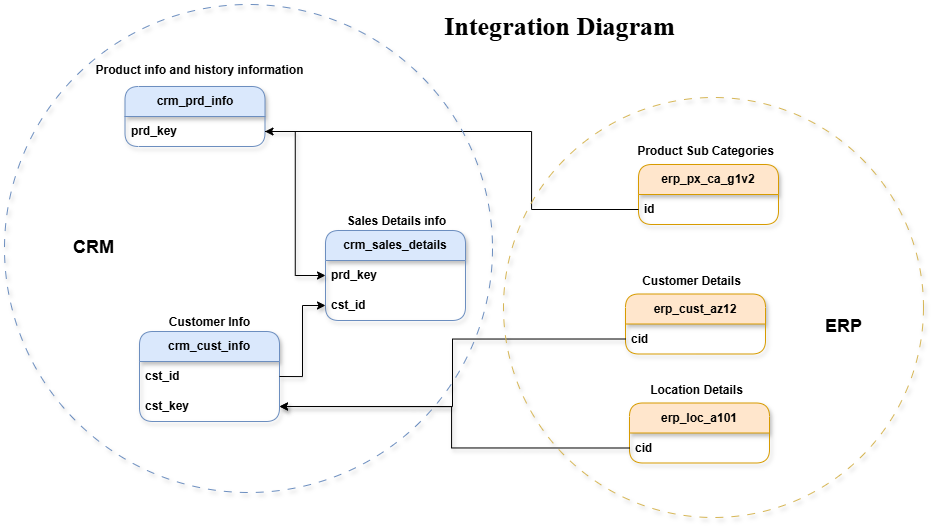 Integration Diagram
Product info and history information
crm_prd_info
prd_key
CRM
Sales Details info
crm_sales_details
prd_key
cst_id
Customer Info
crm_cust_info
cst_id
cst_key
Product Sub Categories
erp_px_ca_g1v2
id
Customer Details
erp_cust_az12
cid
ERP
Location Details
erp_loc_a101
cid